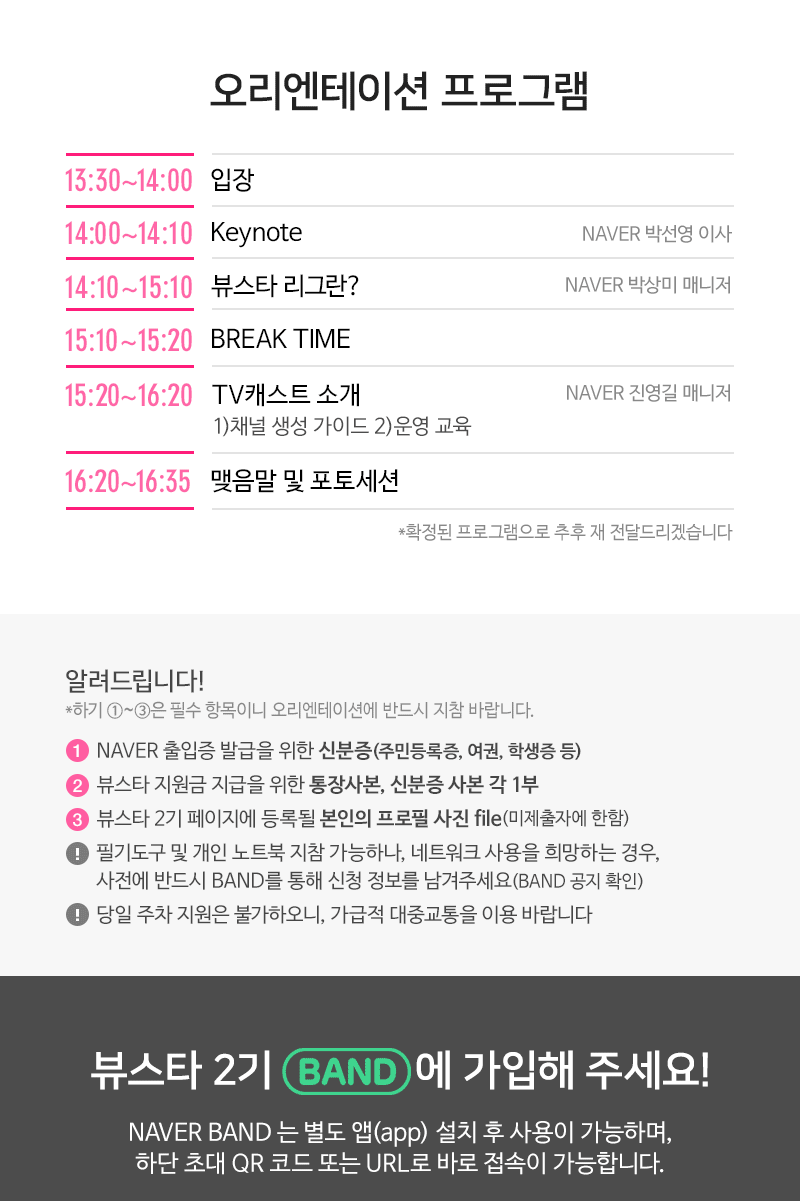 오리엔테이션 프로그램
13:30~14:00 입장
14:00~14:10 Keynote NAVER 박선영 이사
14:10~15:10 뷰스타 리그란? NAVER 박상미 매니저
15:10~15:20 BREAK TIME
15:20~16:20 TV캐스트 소개 NAVER 진영길 매니저
1)채널 생성 가이드 2)운영 교육
16:20~16:35 맺음말 및 포토세션
*확정된 프로그램으로 추후 재 전달드리겠습니다
알려드립니다!
*하기 ①~③은 필수 항목이니 오리엔테이션에 반드시 지참 바랍니다.
1 NAVER 출입증 발급을 위한 신분증(주민등록증, 여권, 학생증 등)
2 뷰스타 지원금 지급을 위한 통장사본, 신분증 사본 각 1부
3 뷰스타 2기 페이지에 등록될 본인의 프로필 사진 file(미제출자에 한함)
! 필기도구 및 개인 노트북 지참 가능하나, 네트워크 사용을 희망하는 경우,
사전에 반드시 BAND를 통해 신청 정보를 남겨주세요(BAND 공지 확인)
! 당일 주차 지원은 불가하오니, 가급적 대중교통을 이용 바랍니다
뷰스타 2기 BAND에 가입해 주세요!
NAVER BAND 는 별도 앱(app) 설치 후 사용이 가능하며,
하단 초대 QR 코드 또는 URL로 바로 접속이 가능합니다.